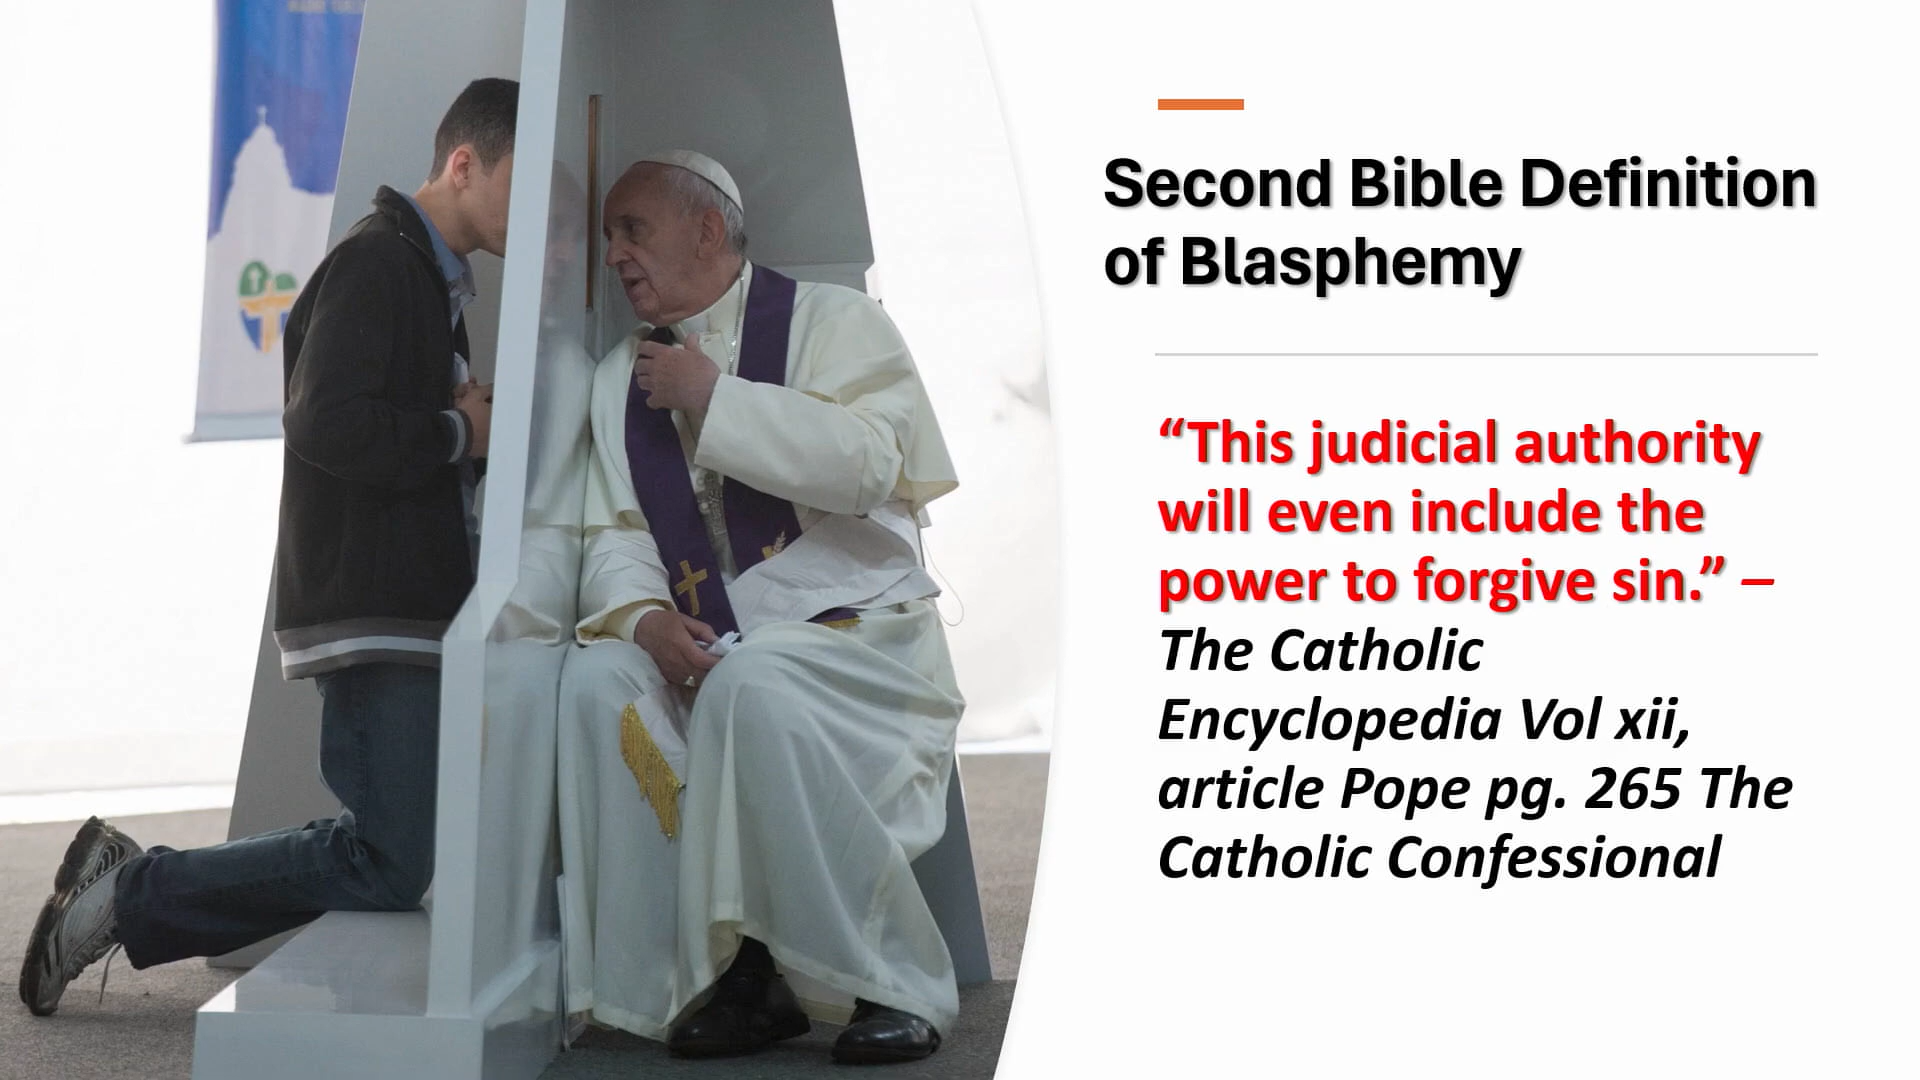 Second Bible Definition
of Blasphemy
“This judicial authority
will even include the
power to forgive sin.” –
The Catholic
Encyclopedia Vol xii,
article Pope pg. 265 The
Catholic Confessional